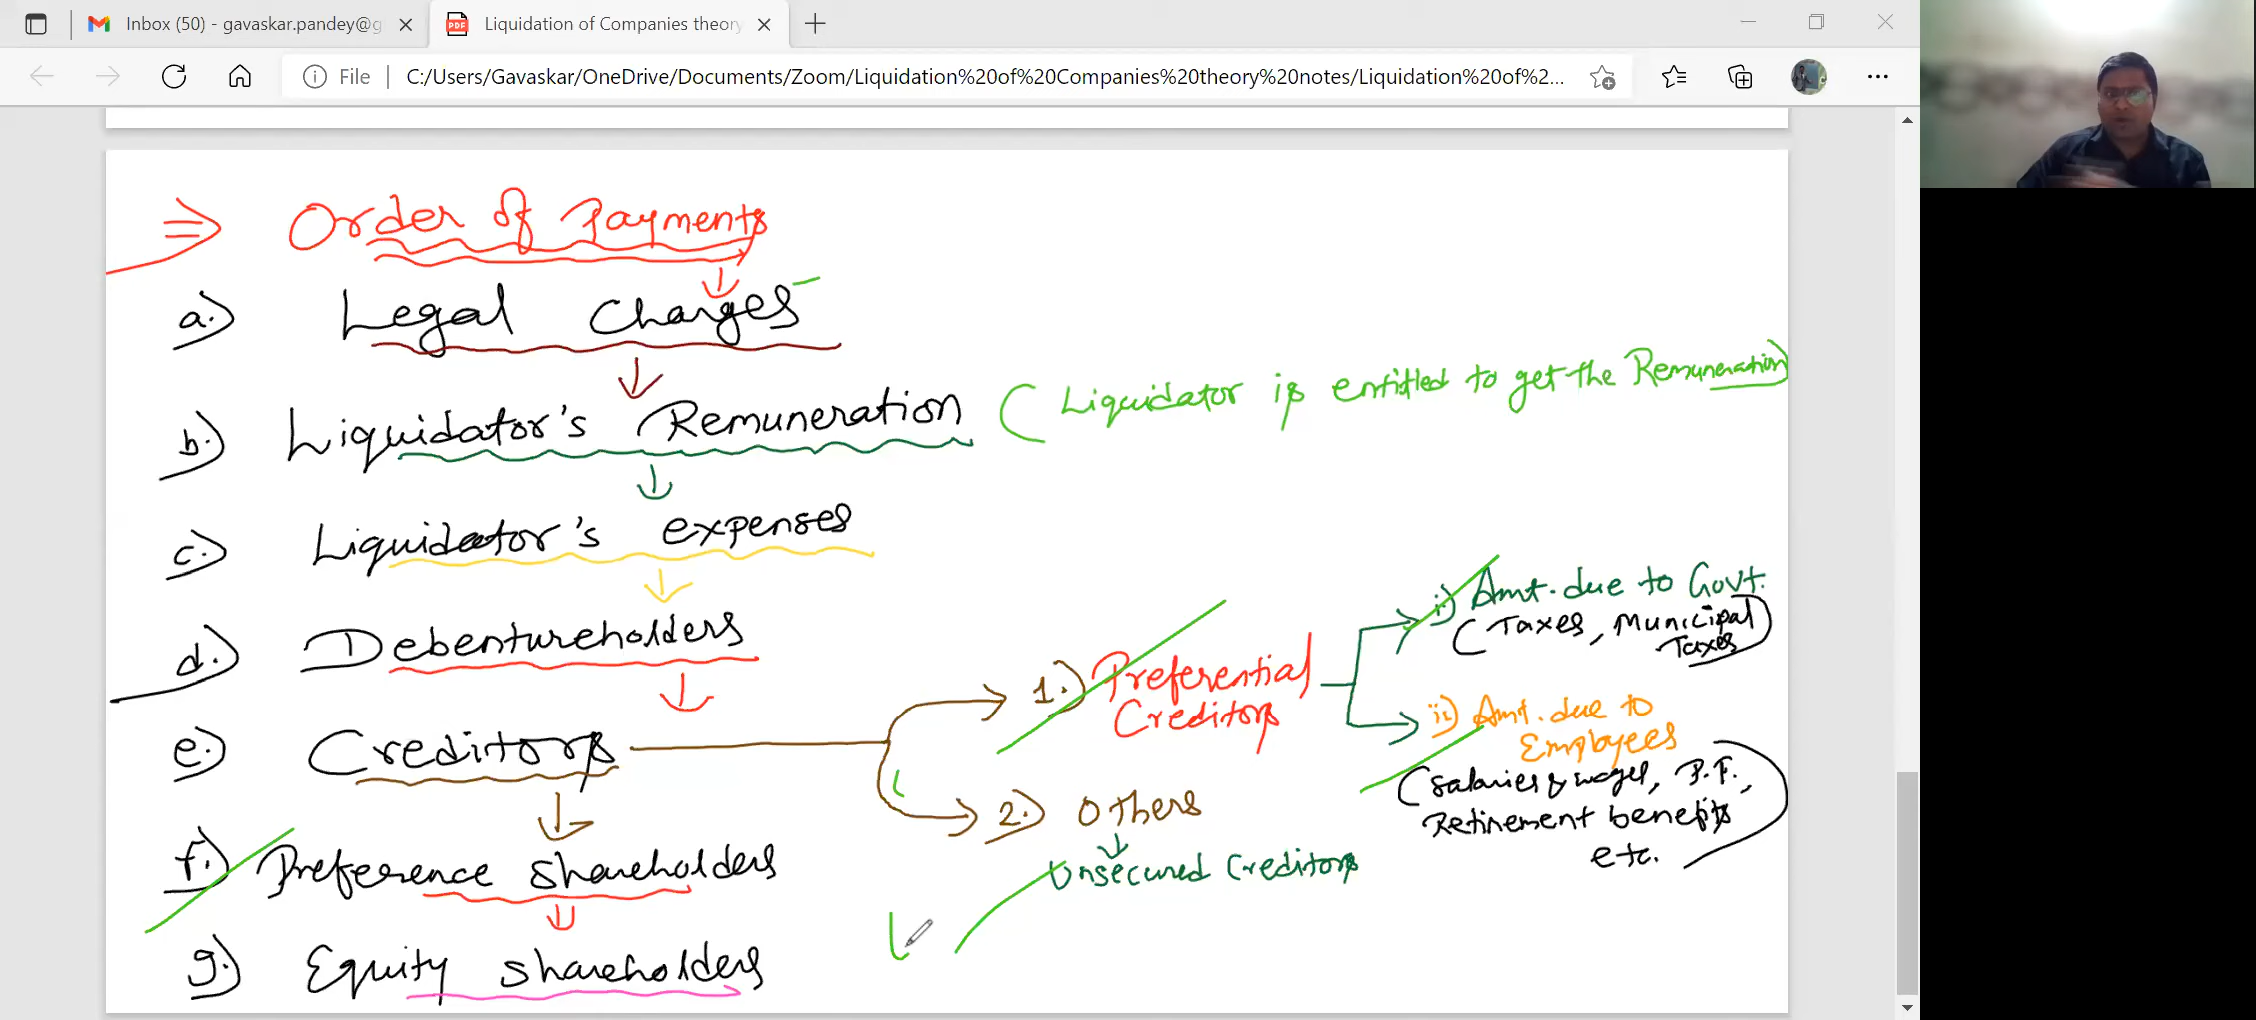 Inbox (50) - gavaskar.pandey@g
Liquidation of Companies theory
File
C:/Users/Gavaskar/OneDrive/Documents/Zoom/Liquidation%20of%20Companies%20theory%20notes/Liquidation%20of%2...
⇒ Order of Payments
a.) Legal Charges
b.) Liquidator's Remuneration (Liquidator is entitled to get the Remuneration)
c.) Liquidator's expenses
d.) Debentureholders
e.) Creditors
1.) Preferential
Creditors
i.) Amt. due to Govt.
(Taxes, Municipal
Taxes)
ii) Amt. due to
Employees
(Salaries & wages, P.F.,
Retirement benefits
etc.)
2.) Others
Unsecured Creditors
f.) Preference Shareholders
g.) Equity Shareholders